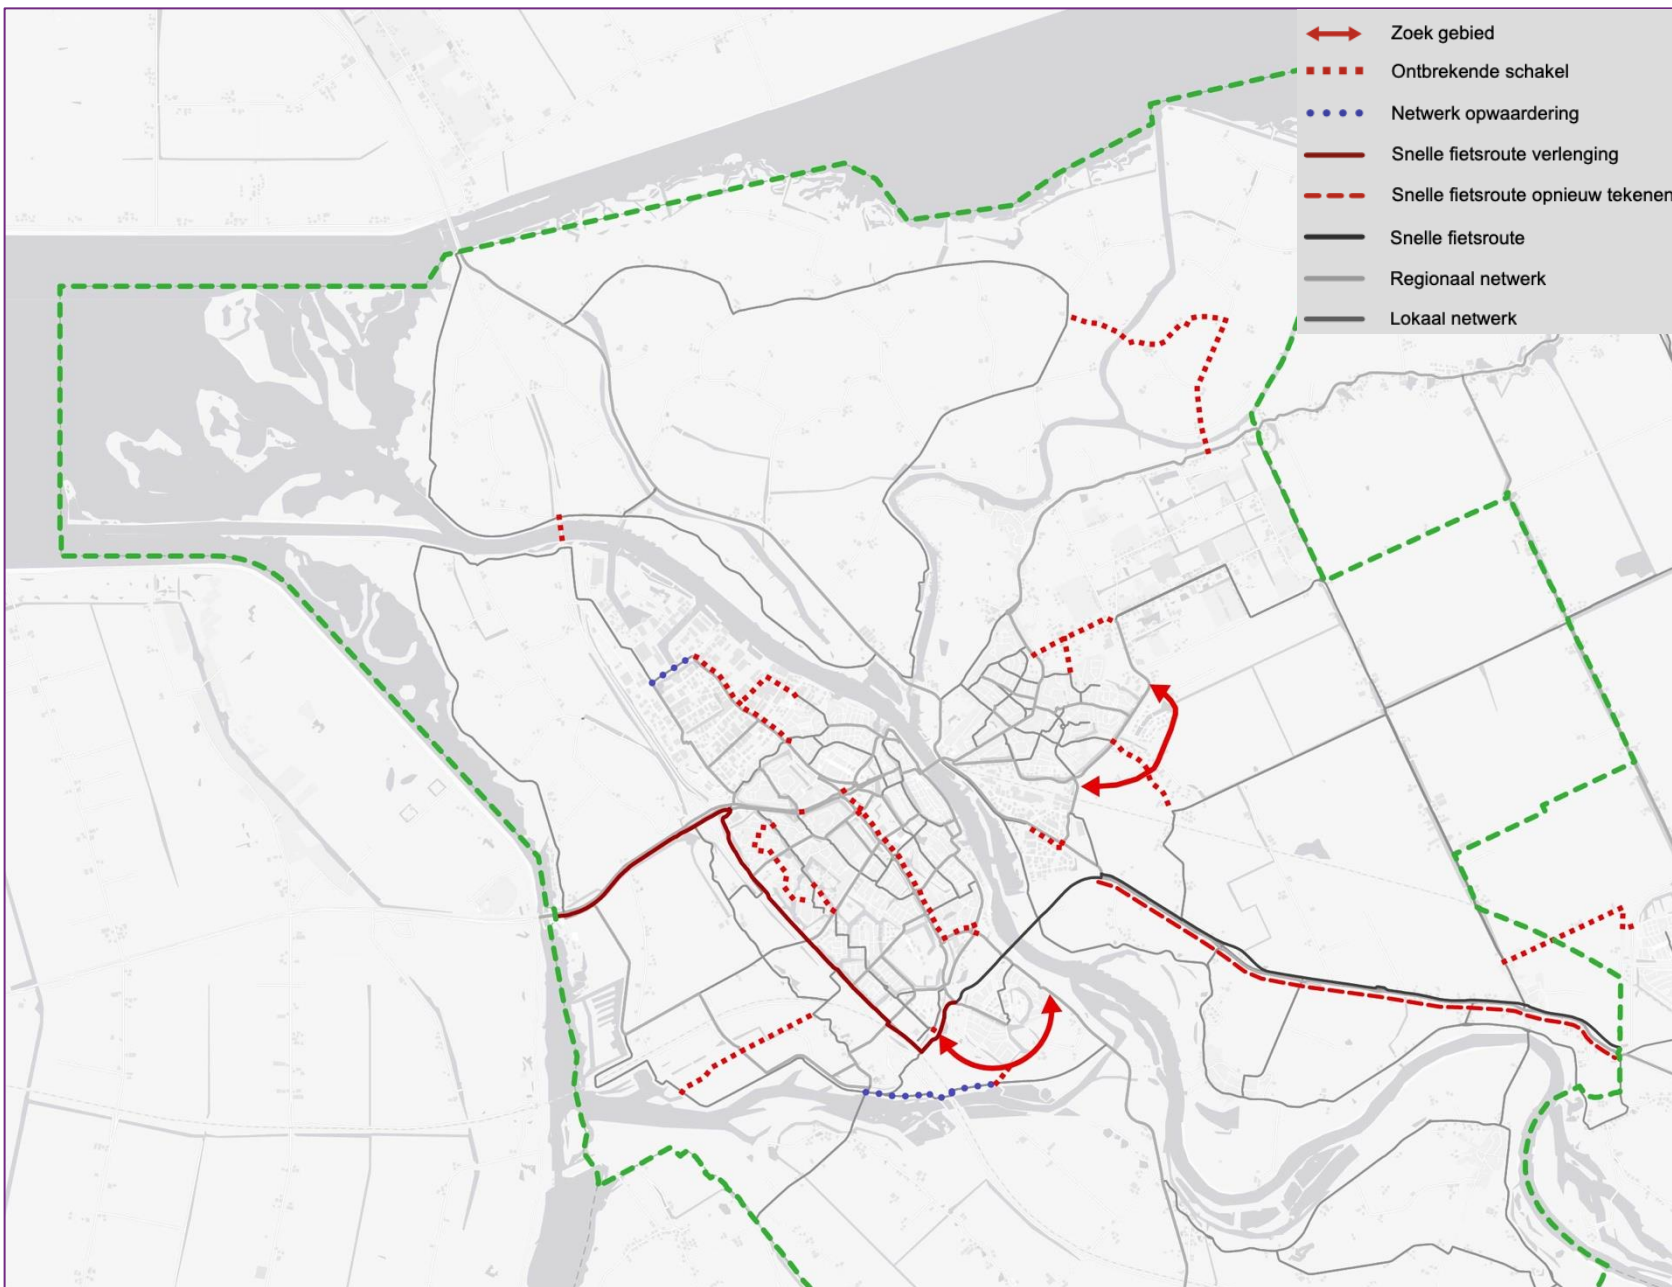 Zoek gebied
Ontbrekende schakel
Netwerk opwaardering
Snelle fietsroute verlenging
Snelle fietsroute opnieuw tekenen
Snelle fietsroute
Regionaal netwerk
Lokaal netwerk